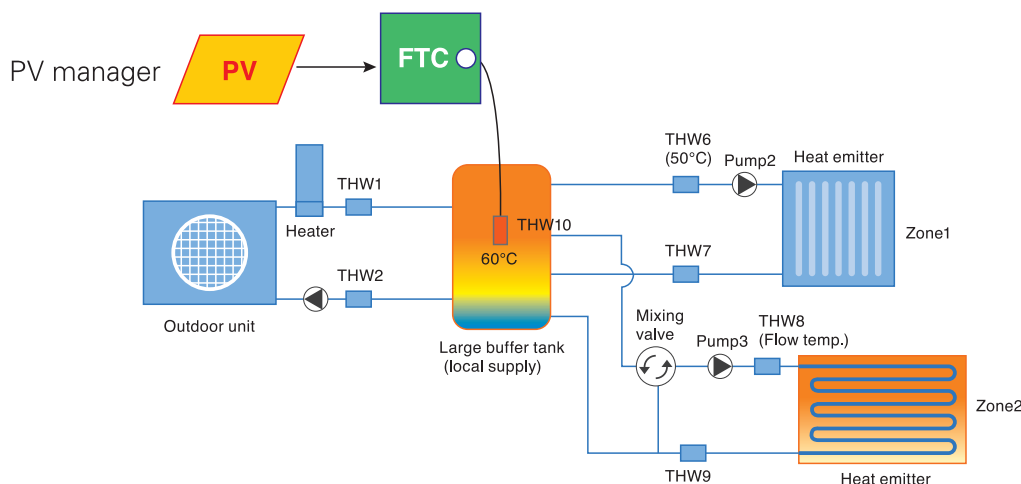 PV manager
PV
FTC
THW6
(50°C)
Pump2
Heat emitter
THW1
Heater
THW10
60°C
Zone1
THW7
THW2
Outdoor unit
Large buffer tank
(local supply)
Mixing
valve
Pump3
THW8
(Flow temp.)
Zone2
THW9
Heat emitter